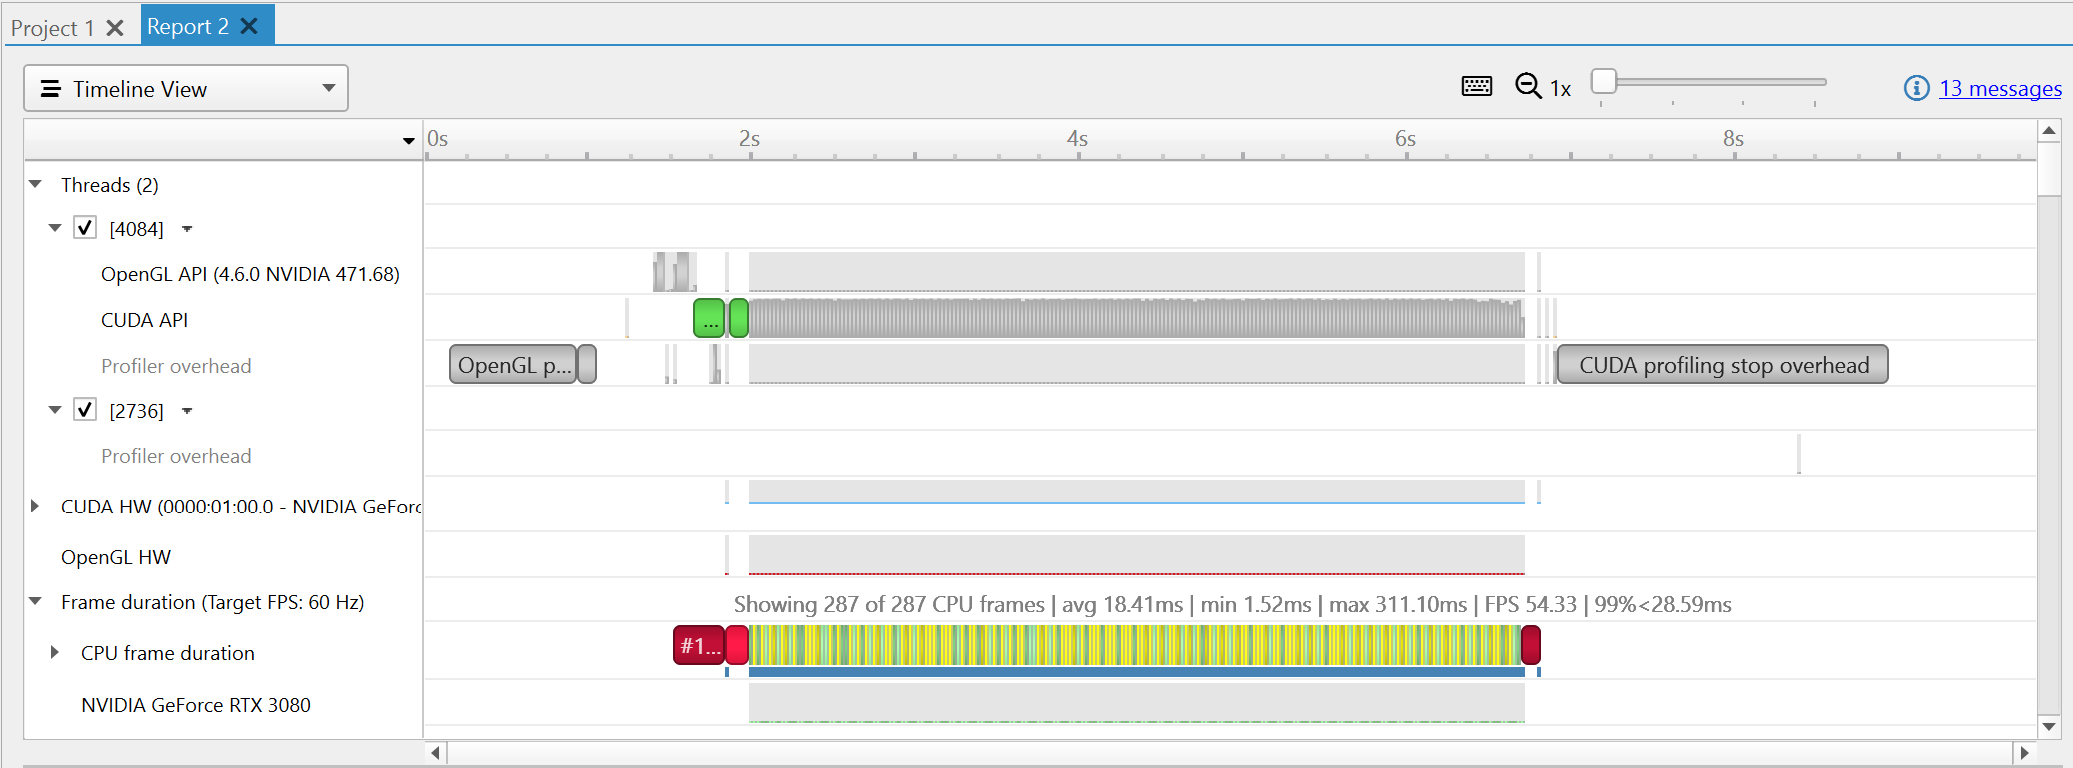 Project 1 Report 2
Timeline View 1x 13 messages
0s 2s 4s 6s 8s
Threads (2)
[4084]
OpenGL API (4.6.0 NVIDIA 471.68)
CUDA API ...
Profiler overhead OpenGL p... CUDA profiling stop overhead
[2736]
Profiler overhead
CUDA HW (0000:01:00.0 - NVIDIA GeForc
OpenGL HW
Frame duration (Target FPS: 60 Hz) Showing 287 of 287 CPU frames | avg 18.41ms | min 1.52ms | max 311.10ms | FPS 54.33 | 99%<28.59ms
CPU frame duration #1...
NVIDIA GeForce RTX 3080